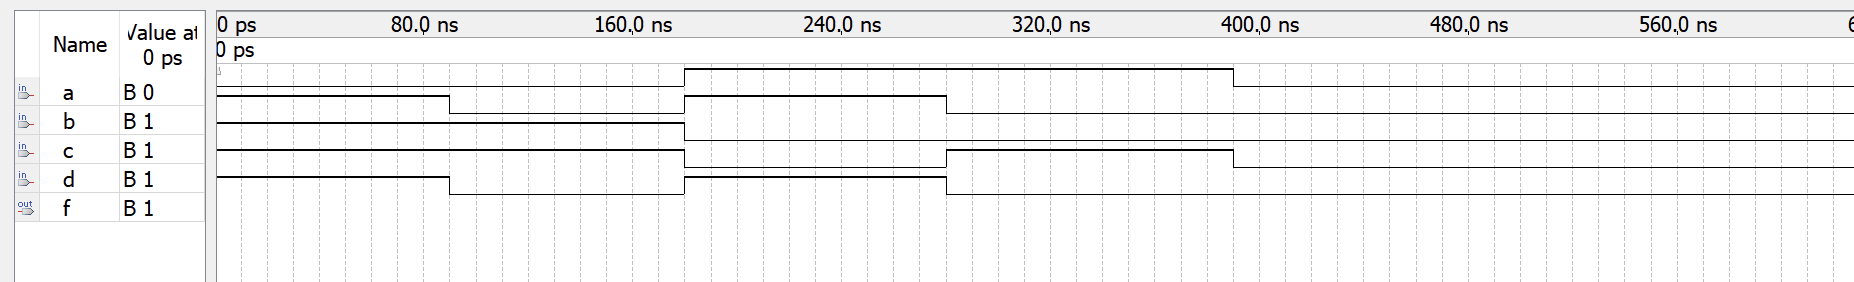 Name
Value at
0 ps
0 ps 80.0 ns 160.0 ns 240.0 ns 320.0 ns 400.0 ns 480.0 ns 560.0 ns 6
0 ps
in a B 0
in b B 1
in c B 1
in d B 1
out f B 1